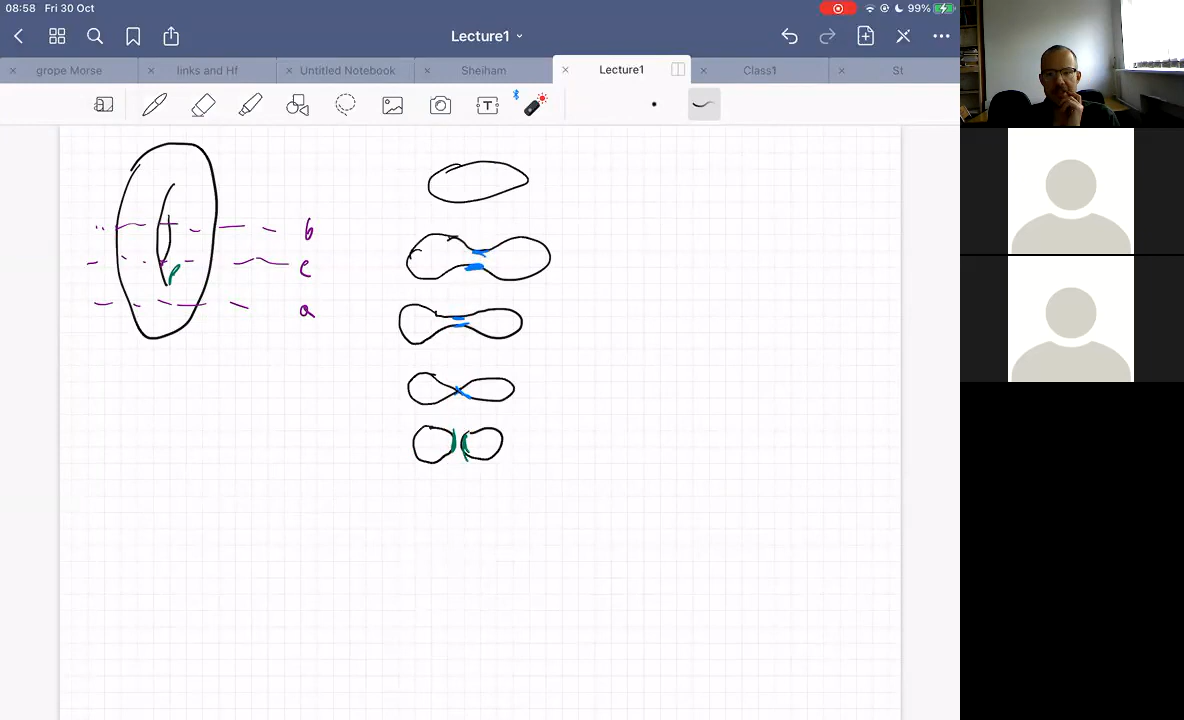 08:58 Fri 30 Oct 99%
Lecture1
grope Morse links and Hf Untitled Notebook Sheiham Lecture1 Class1 St
T
b
c
p
a